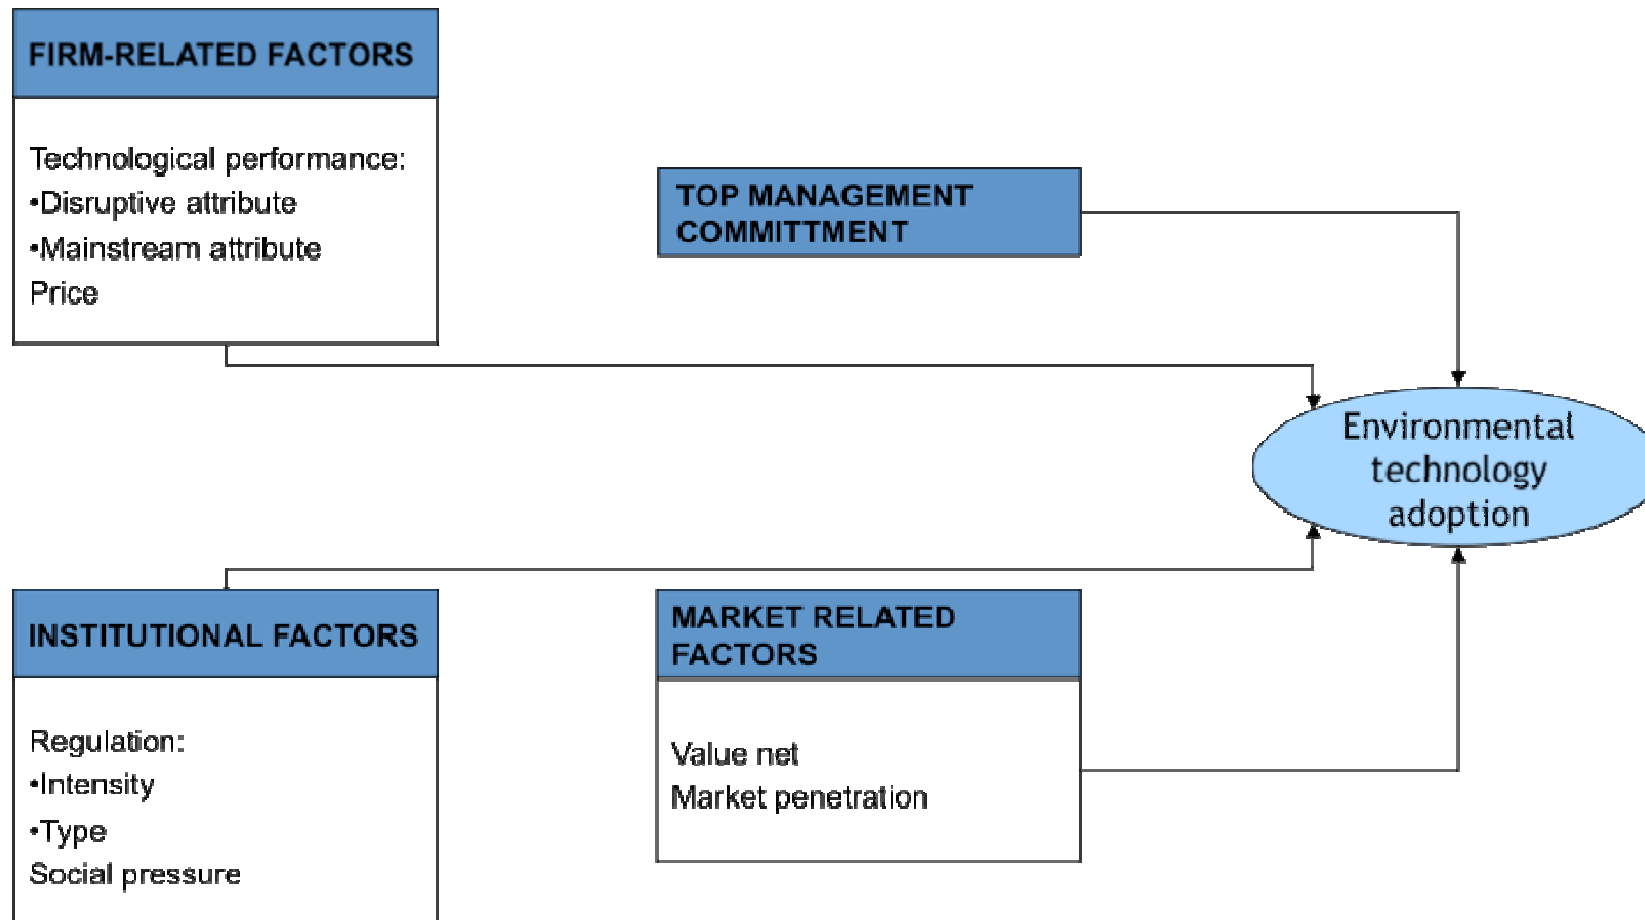 FIRM-RELATED FACTORS
Technological performance:
•Disruptive attribute
•Mainstream attribute
Price
TOP MANAGEMENT
COMMITTMENT
Environmental
technology
adoption
INSTITUTIONAL FACTORS
Regulation:
•Intensity
•Type
Social pressure
MARKET RELATED
FACTORS
Value net
Market penetration